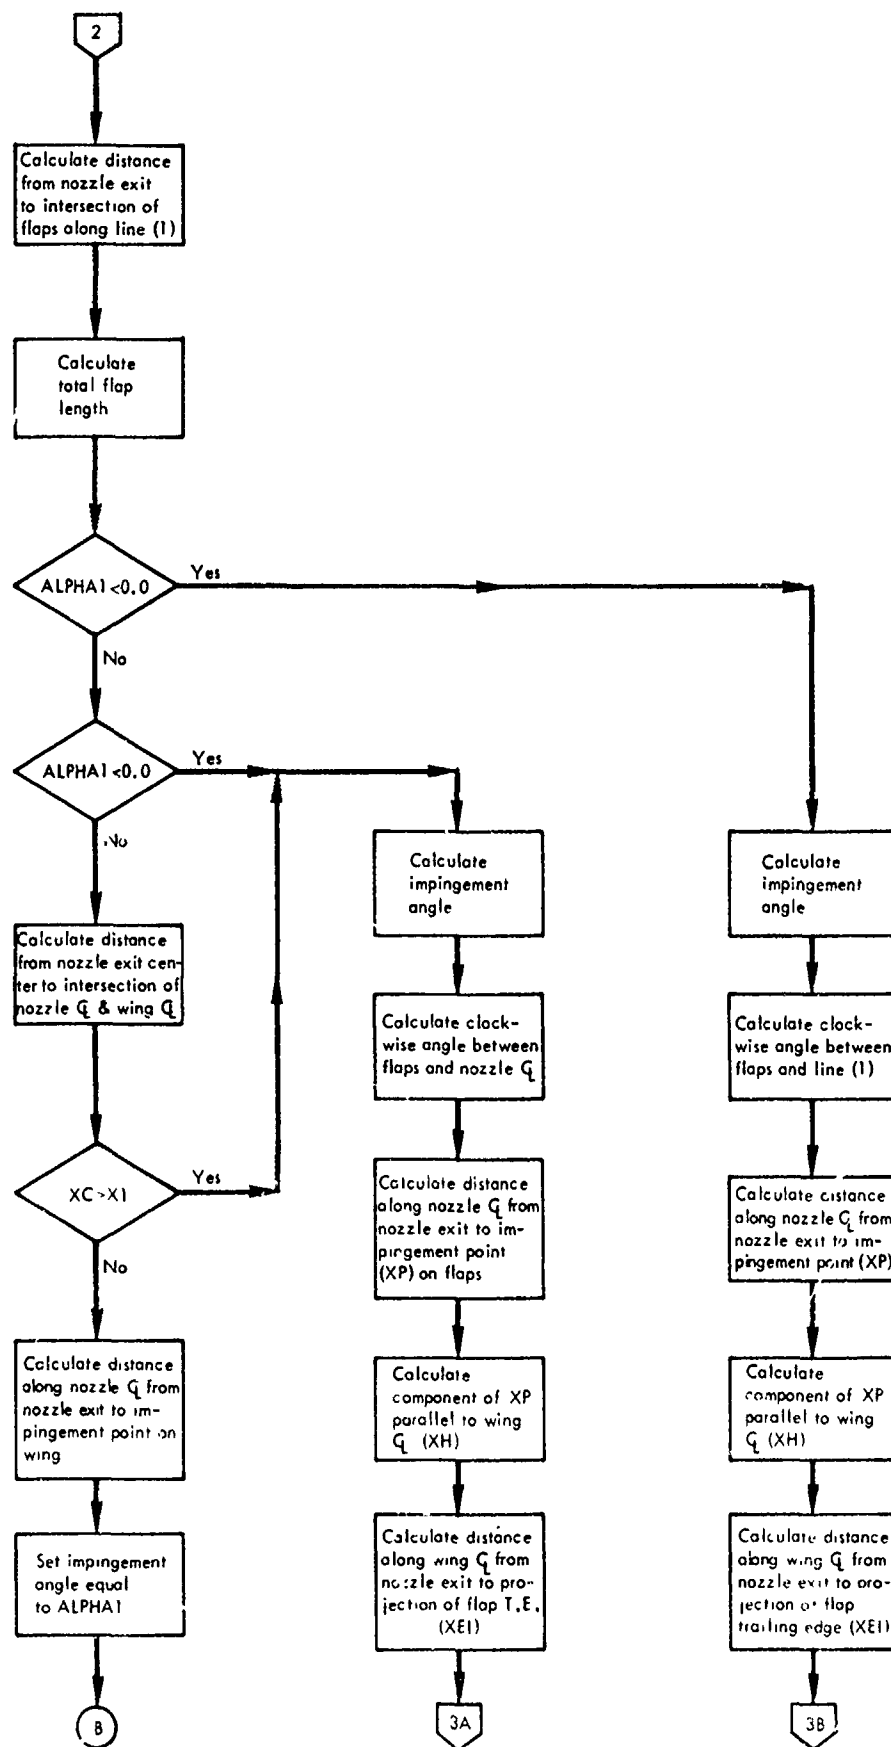 2
Calculate distance
from nozzle exit
to intersection of
flaps along line (1)
Calculate
total flap
length
ALPHA1<0.0
Yes
No
ALPHA1<0.0
Yes
No
Calculate distance
from nozzle exit cen-
ter to intersection of
nozzle ℄ & wing ℄
XC>X1
Yes
No
Calculate distance
along nozzle ℄ from
nozzle exit to im-
pingement point on
wing
Set impingement
angle equal
to ALPHA1
B
Calculate
impingement
angle
Calculate clock-
wise angle between
flaps and nozzle ℄
Calculate distance
along nozzle ℄ from
nozzle exit to im-
pingement point
(XP) on flaps
Calculate
component of XP
parallel to wing
℄ (XH)
Calculate distance
along wing ℄ from
nozzle exit to pro-
jection of flap T.E.
(XE1)
3A
Calculate
impingement
angle
Calculate clock-
wise angle between
flaps and line (1)
Calculate distance
along nozzle ℄ from
nozzle exit to im-
pingement point (XP)
Calculate
component of XP
parallel to wing
℄ (XH)
Calculate distance
along wing ℄ from
nozzle exit to pro-
jection of flap
trailing edge (XE1)
3B